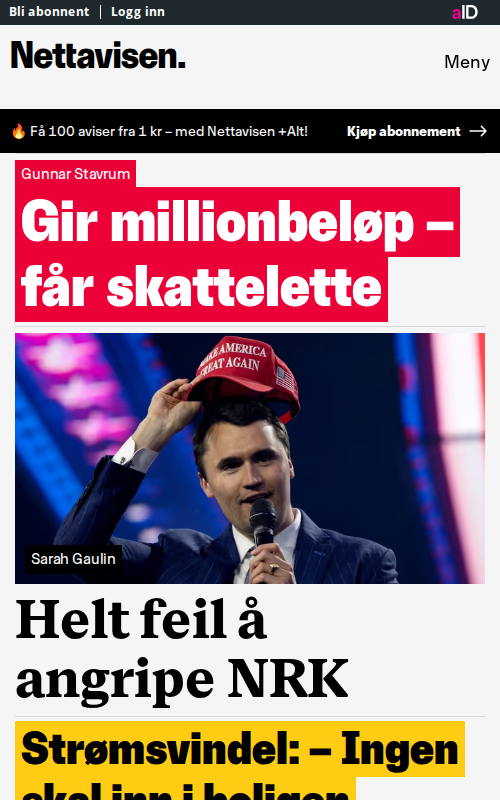 Bli abonnent
Logg inn
aID
Nettavisen.
Meny
🔥 Få 100 aviser fra 1 kr – med Nettavisen +Alt!
Kjøp abonnement →
Gunnar Stavrum
Gir millionbeløp –
får skattelette
MAKE AMERICA
GREAT AGAIN
Sarah Gaulin
Helt feil å
angripe NRK
Strømsvindel: – Ingen
skal inn i boligen